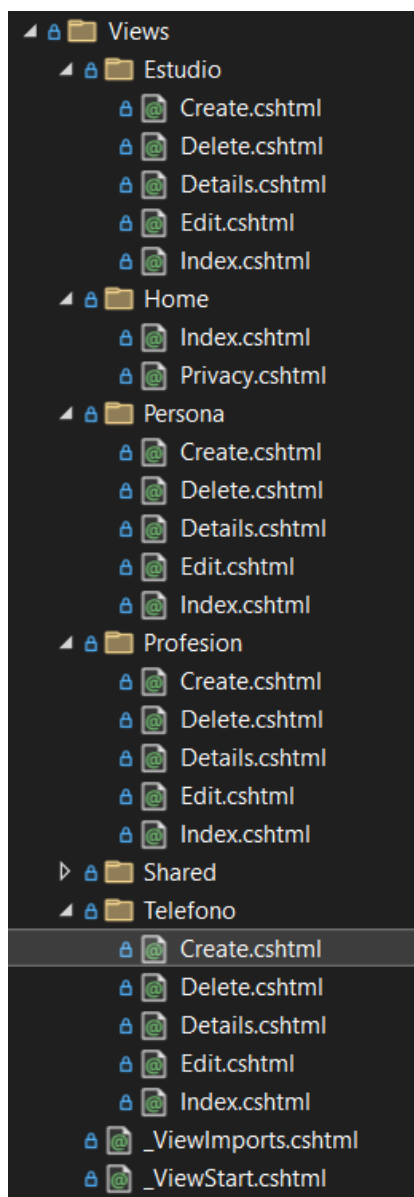 Views
Estudio
Create.cshtml
Delete.cshtml
Details.cshtml
Edit.cshtml
Index.cshtml
Home
Index.cshtml
Privacy.cshtml
Persona
Create.cshtml
Delete.cshtml
Details.cshtml
Edit.cshtml
Index.cshtml
Profesion
Create.cshtml
Delete.cshtml
Details.cshtml
Edit.cshtml
Index.cshtml
Shared
Telefono
Create.cshtml
Delete.cshtml
Details.cshtml
Edit.cshtml
Index.cshtml
_ViewImports.cshtml
_ViewStart.cshtml